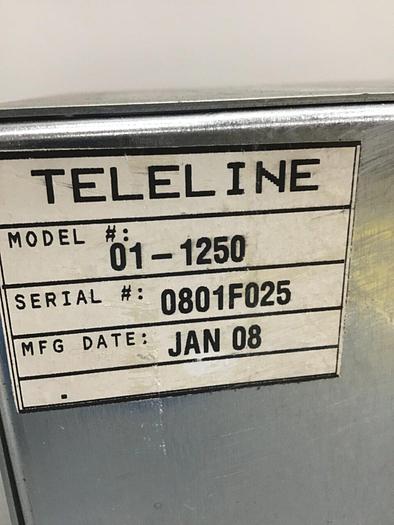 TELELINE
MODEL #: 01-1250
SERIAL #: 0801F025
MFG DATE: JAN 08